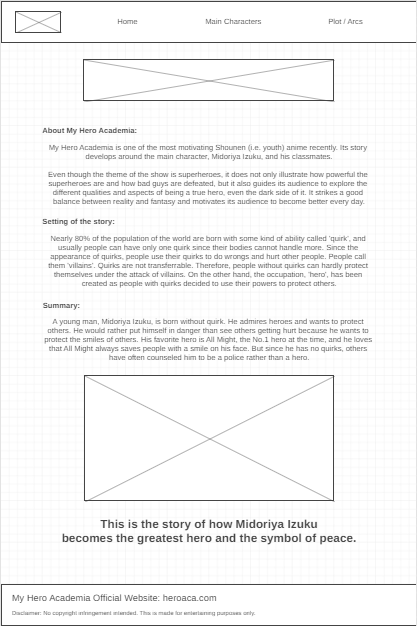 Home Main Characters Plot / Arcs
About My Hero Academia:
My Hero Academia is one of the most motivating Shounen (i.e. youth) anime recently. Its story
develops around the main character, Midoriya Izuku, and his classmates.
Even though the theme of the show is superheroes, it does not only illustrate how powerful the
superheroes are and how bad guys are defeated, but it also guides its audience to explore the
different qualities and aspects of being a true hero, even the dark side of it. It strikes a good
balance between reality and fantasy and motivates its audience to become better every day.
Setting of the story:
Nearly 80% of the population of the world are born with some kind of ability called 'quirk', and
usually people can have only one quirk since their bodies cannot handle more. Since the
appearance of quirks, people use their quirks to do wrongs and hurt other people. People call
them 'villains'. Quirks are not transferrable. Therefore, people without quirks can hardly protect
themselves under the attack of villains. On the other hand, the occupation, 'hero', has been
created as people with quirks decided to use their powers to protect others.
Summary:
A young man, Midoriya Izuku, is born without quirk. He admires heroes and wants to protect
others. He would rather put himself in danger than see others getting hurt because he wants to
protect the smiles of others. His favorite hero is All Might, the No.1 hero at the time, and he loves
that All Might always saves people with a smile on his face. But since he has no quirks, others
have often counseled him to be a police rather than a hero.
This is the story of how Midoriya Izuku
becomes the greatest hero and the symbol of peace.
My Hero Academia Official Website: heroaca.com
Disclaimer: No copyright infringement intended. This is made for entertaining purposes only.